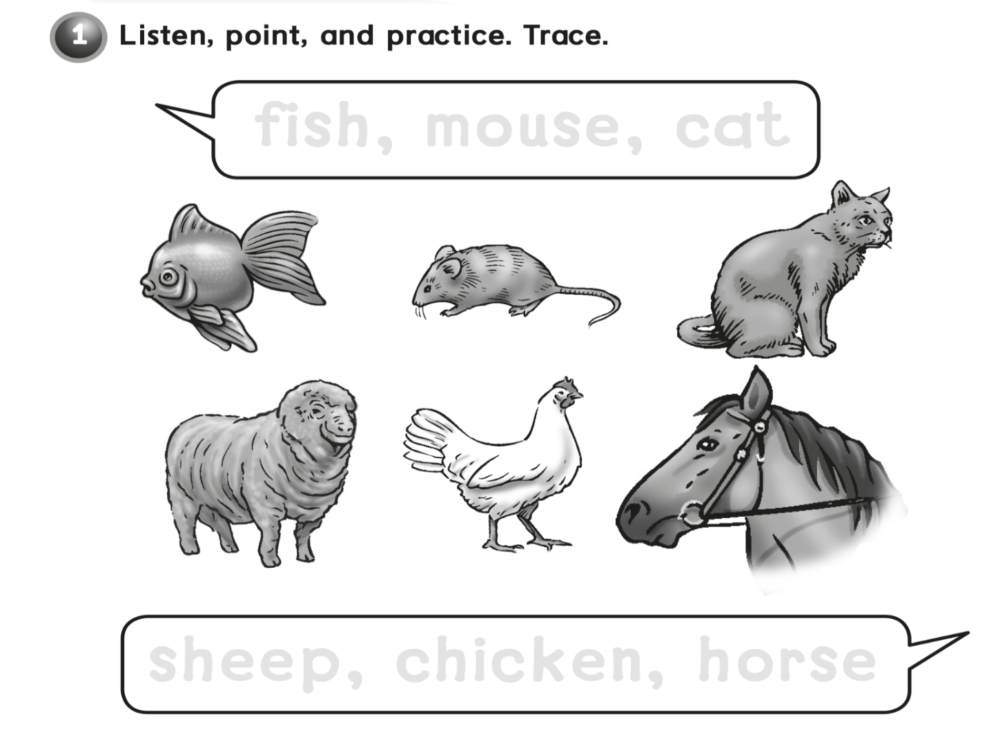 1 Listen, point, and practice. Trace.
fish, mouse, cat
sheep, chicken, horse